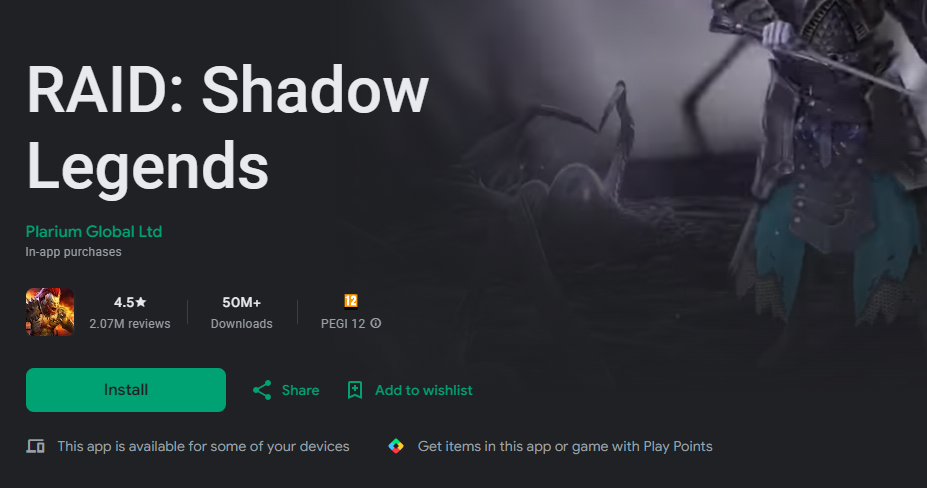 RAID: Shadow
Legends
Plarium Global Ltd
In-app purchases
4.5★ 50M+ 12
2.07M reviews Downloads PEGI 12
Install Share Add to wishlist
This app is available for some of your devices Get items in this app or game with Play Points